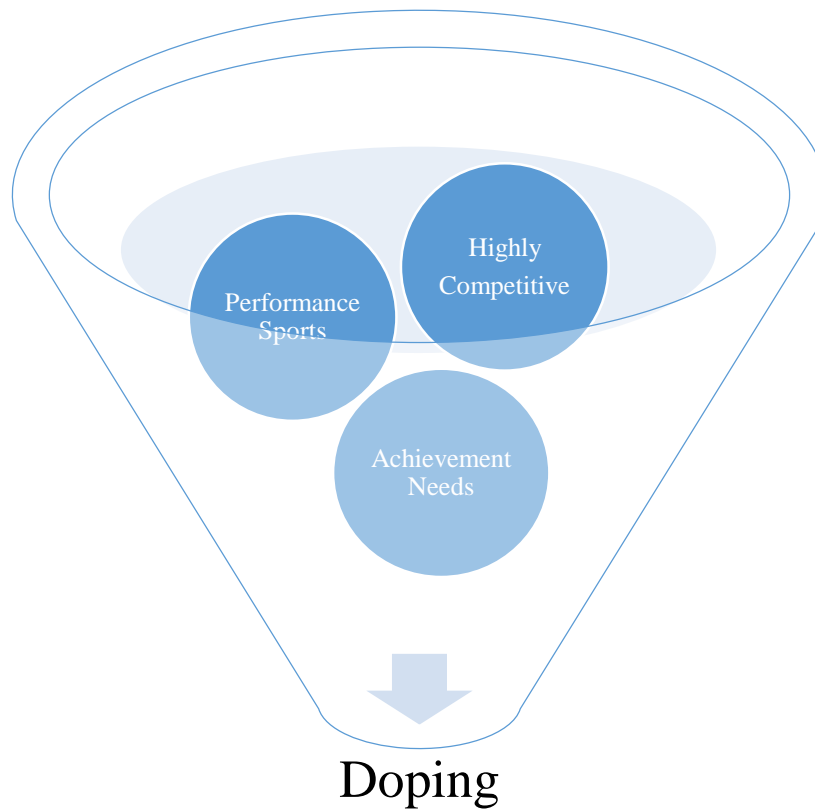 Highly
Competitive
Performance
Sports
Achievement
Needs
Doping